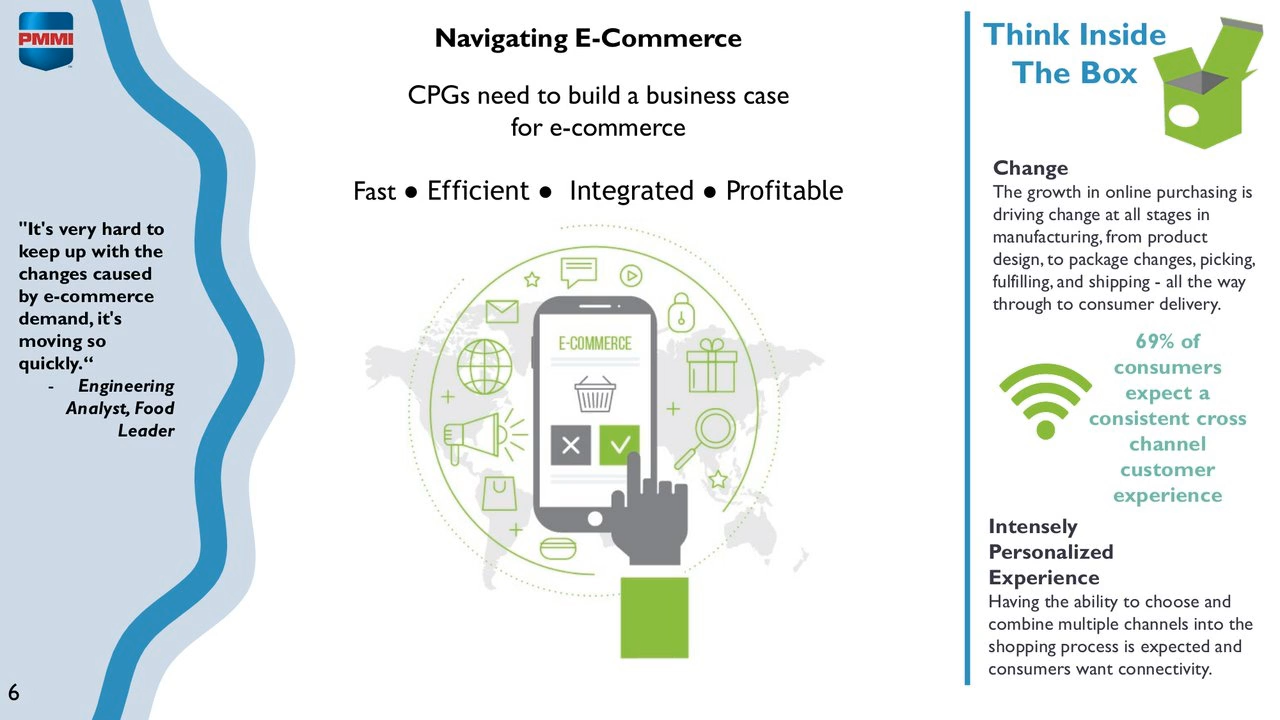 PMMI
Navigating E-Commerce
CPGs need to build a business case
for e-commerce
Fast ● Efficient ● Integrated ● Profitable
"It's very hard to
keep up with the
changes caused
by e-commerce
demand, it's
moving so
quickly.“
- Engineering
Analyst, Food
Leader
E-COMMERCE
Think Inside
The Box
Change
The growth in online purchasing is
driving change at all stages in
manufacturing, from product
design, to package changes, picking,
fulfilling, and shipping - all the way
through to consumer delivery.
69% of
consumers
expect a
consistent cross
channel
customer
experience
Intensely
Personalized
Experience
Having the ability to choose and
combine multiple channels into the
shopping process is expected and
consumers want connectivity.
6